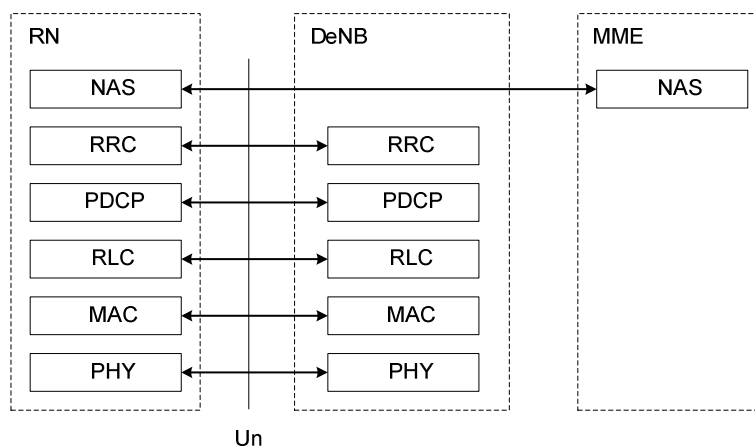 RN DeNB MME
NAS NAS
RRC RRC
PDCP PDCP
RLC RLC
MAC MAC
PHY PHY
Un